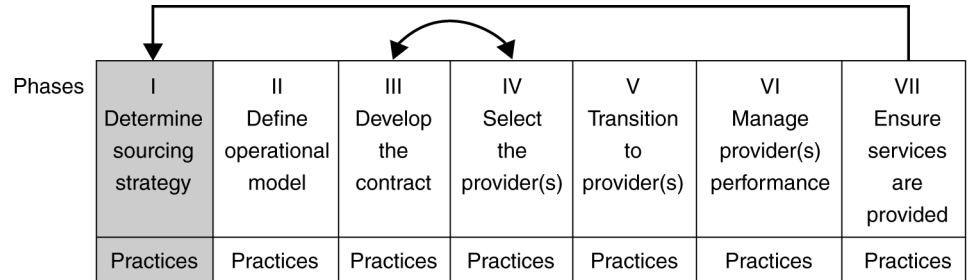 Phases
I
Determine
sourcing
strategy
II
Define
operational
model
III
Develop
the
contract
IV
Select
the
provider(s)
V
Transition
to
provider(s)
VI
Manage
provider(s)
performance
VII
Ensure
services
are
provided
Practices
Practices
Practices
Practices
Practices
Practices
Practices